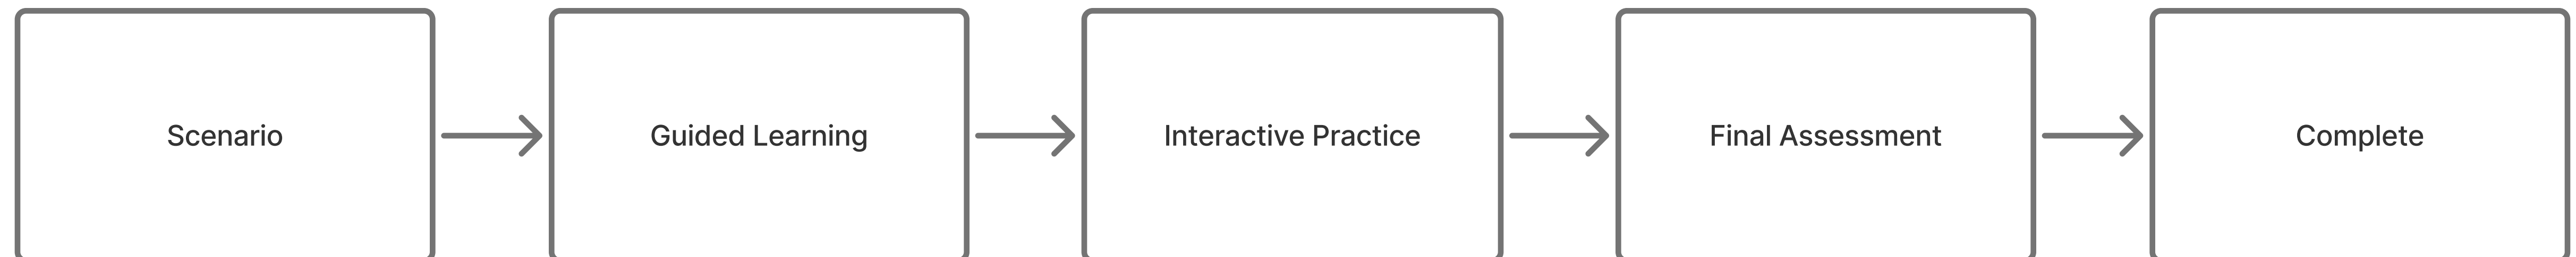 Scenario
Guided Learning
Interactive Practice
Final Assessment
Complete